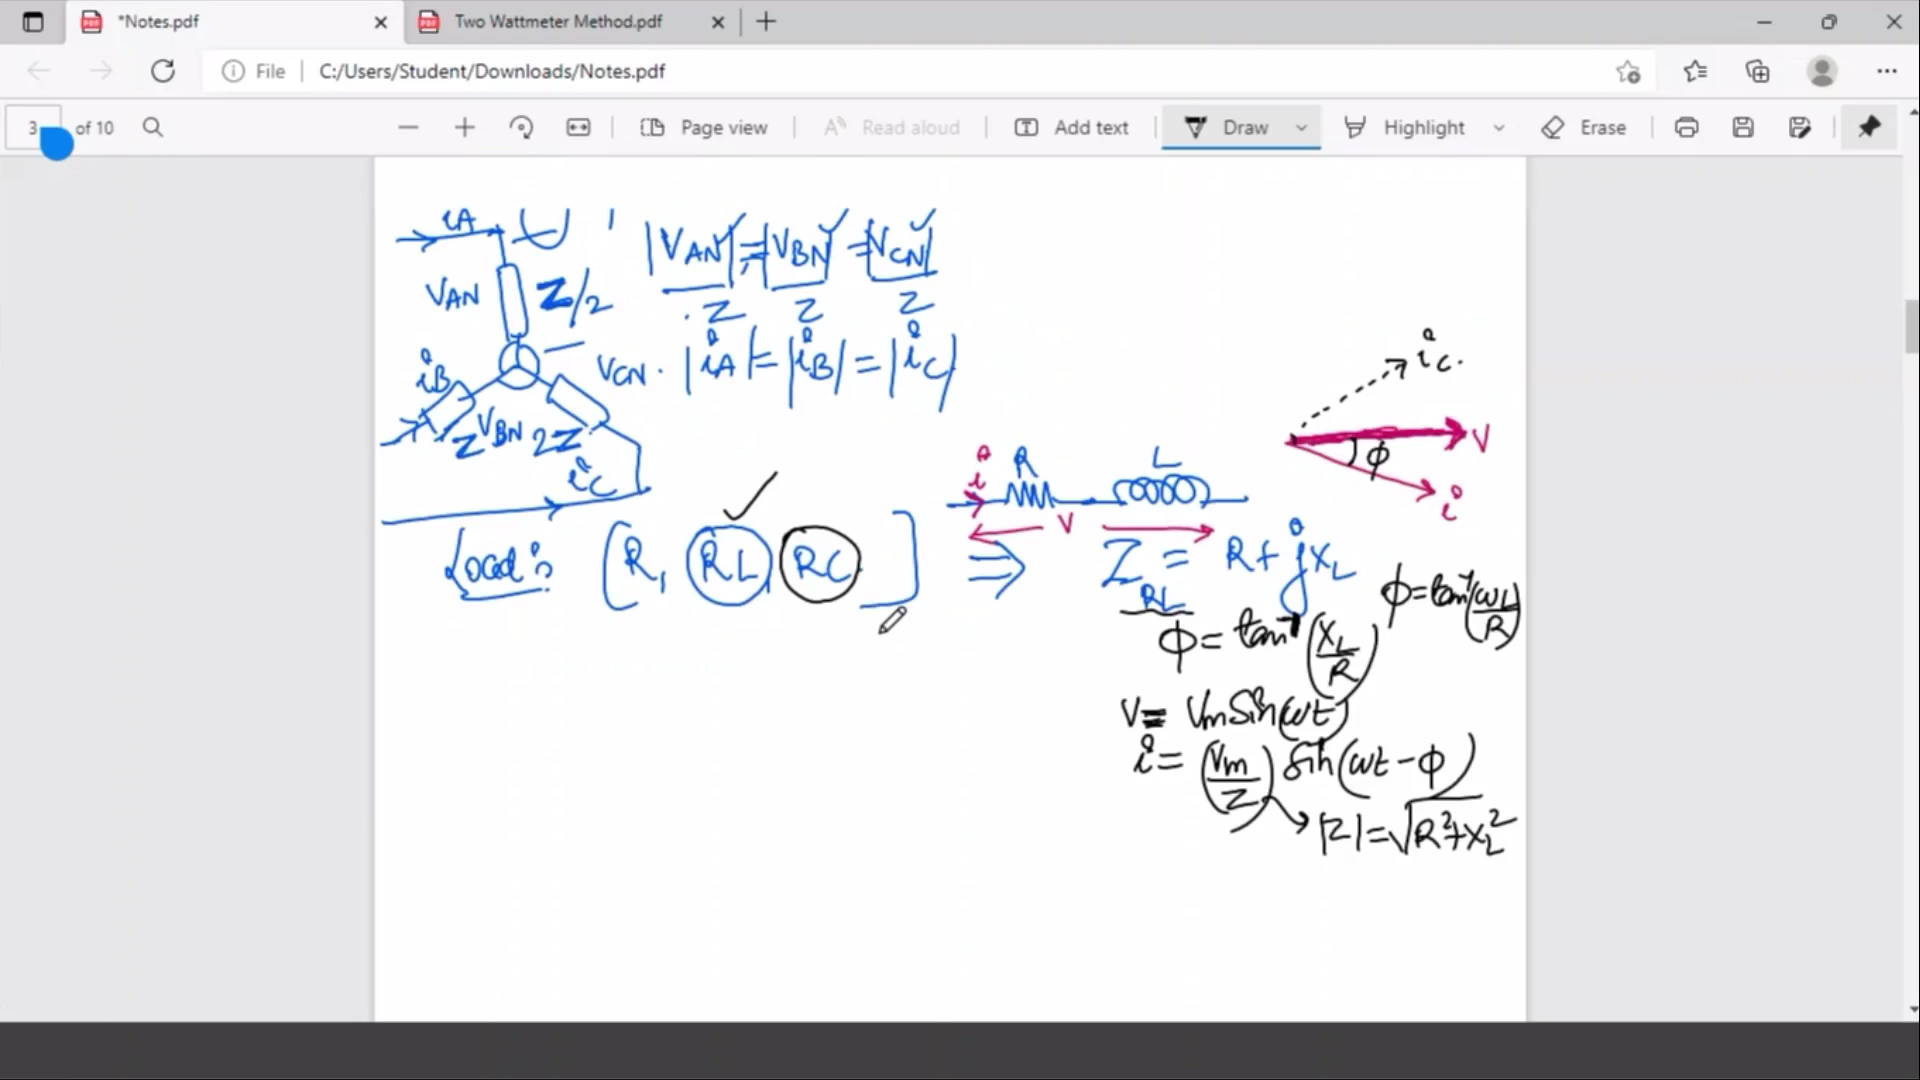 *Notes.pdf
Two Wattmeter Method.pdf
File
C:/Users/Student/Downloads/Notes.pdf
3 of 10
Page view
Read aloud
Add text
Draw
Highlight
Erase
iA
VAN
Z/2
iB
VBN
Z
VCN
2Z
iC
|VAN|/Z = |VBN|/Z = |VCN|/Z
|iA| = |iB| = |iC|
Load:
[R, RL, RC]
⇒
i
R
L
V
Z = R + jXL
RL
iC
V
ϕ
i
ϕ = tan⁻¹(XL/R)
ϕ = tan⁻¹(ωL/R)
V = Vm Sin(ωt)
i = (Vm/Z) Sin(ωt - ϕ)
|Z| = √R²+XL²